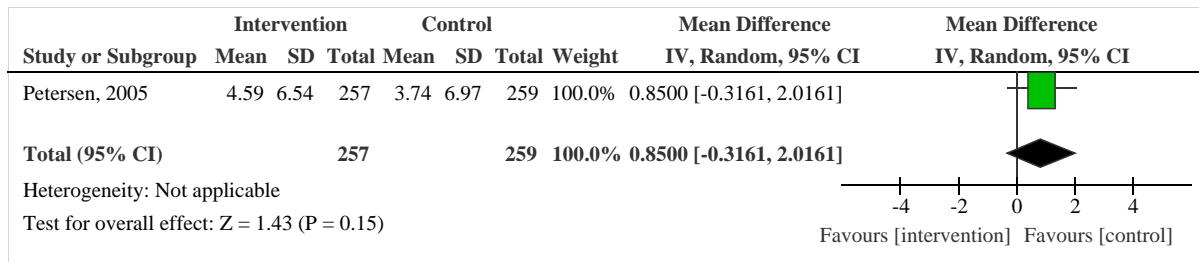 Intervention Control Mean Difference Mean Difference
Study or Subgroup Mean SD Total Mean SD Total Weight IV, Random, 95% CI IV, Random, 95% CI
Petersen, 2005 4.59 6.54 257 3.74 6.97 259 100.0% 0.8500 [-0.3161, 2.0161]
Total (95% CI) 257 259 100.0% 0.8500 [-0.3161, 2.0161]
Heterogeneity: Not applicable
Test for overall effect: Z = 1.43 (P = 0.15)
-4 -2 0 2 4
Favours [intervention] Favours [control]